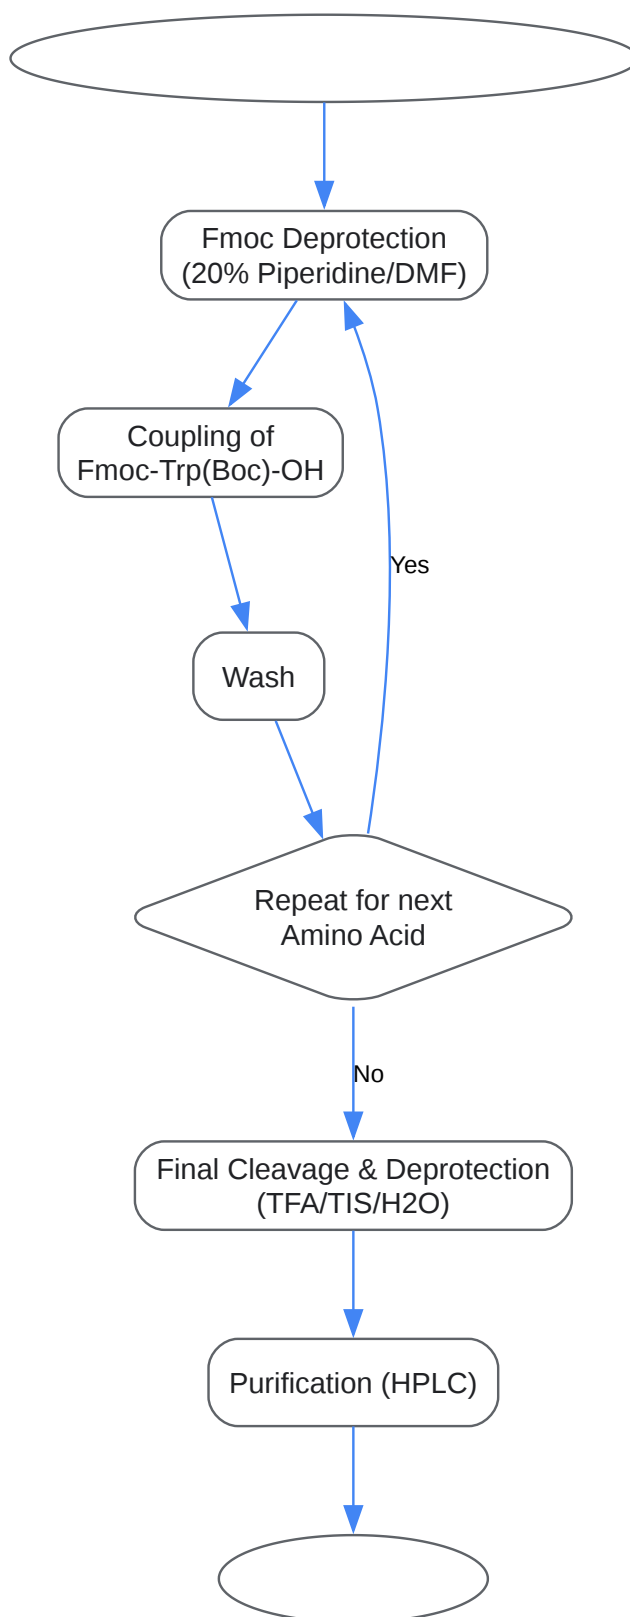 Fmoc Deprotection
(20% Piperidine/DMF)
Coupling of
Fmoc-Trp(Boc)-OH
Yes
Wash
Repeat for next
Amino Acid
No
Final Cleavage & Deprotection
(TFA/TIS/H2O)
Purification (HPLC)